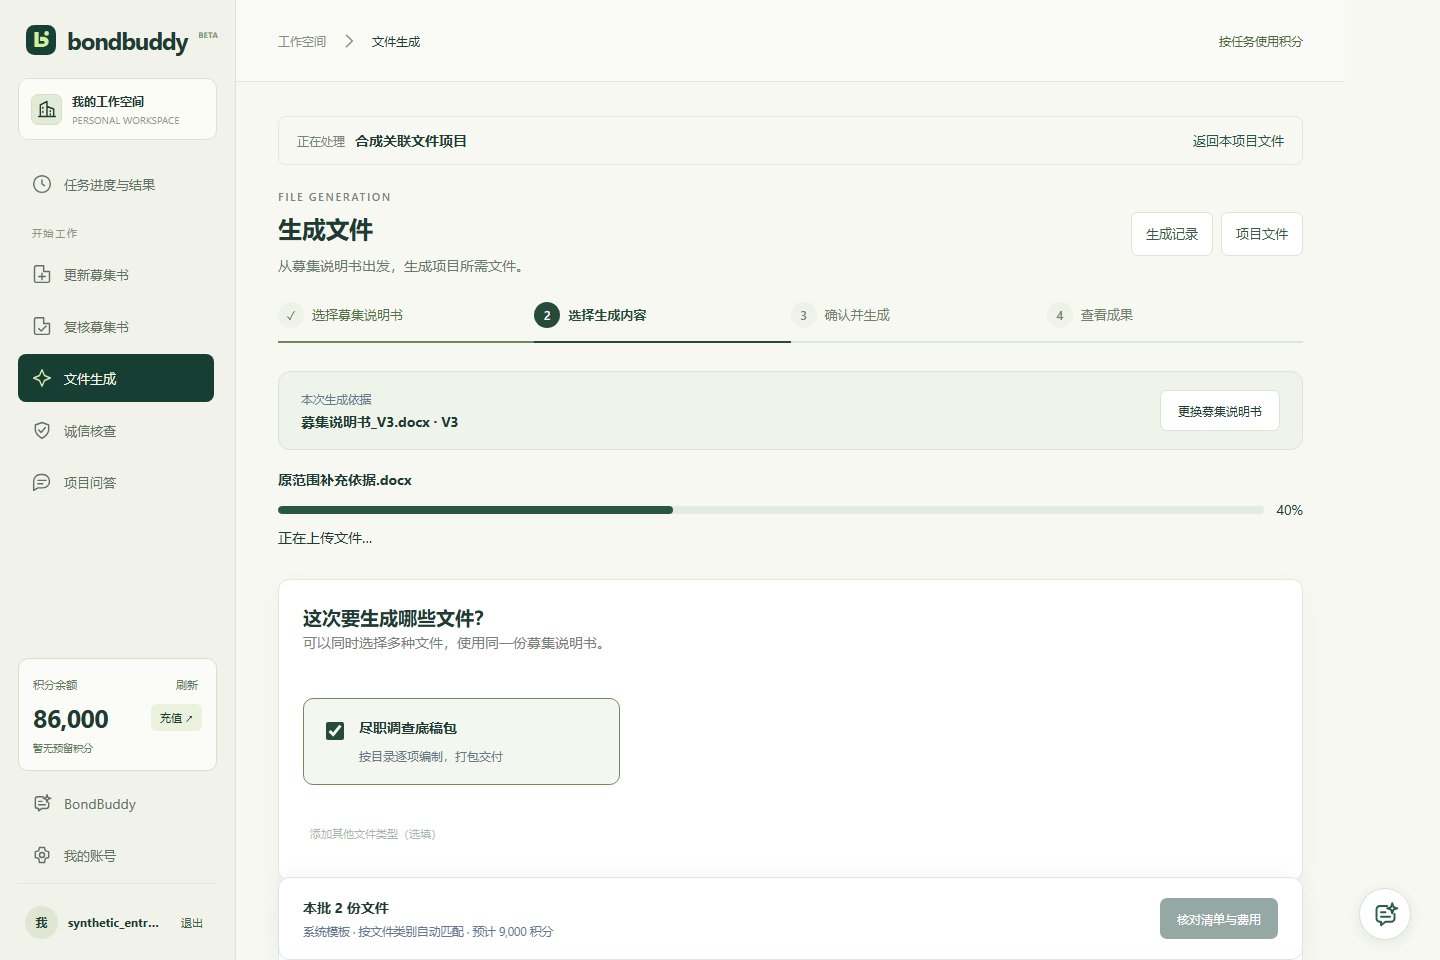 bondbuddy BETA
我的工作空间
PERSONAL WORKSPACE
任务进度与结果
开始工作
更新募集书
复核募集书
文件生成
诚信核查
项目问答
积分余额 刷新
86,000 充值 ↗
暂无预留积分
BondBuddy
我的账号
我 synthetic_entr... 退出
工作空间 > 文件生成 按任务使用积分
正在处理 合成关联文件项目 返回本项目文件
FILE GENERATION
生成文件
从募集说明书出发，生成项目所需文件。
生成记录 项目文件
✓ 选择募集说明书 2 选择生成内容 3 确认并生成 4 查看成果
本次生成依据
募集说明书_V3.docx · V3
更换募集说明书
原范围补充依据.docx
40%
正在上传文件...
这次要生成哪些文件？
可以同时选择多种文件，使用同一份募集说明书。
尽职调查底稿包
按目录逐项编制，打包交付
添加其他文件类型（选填）
本批 2 份文件
系统模板 · 按文件类别自动匹配 · 预计 9,000 积分
核对清单与费用